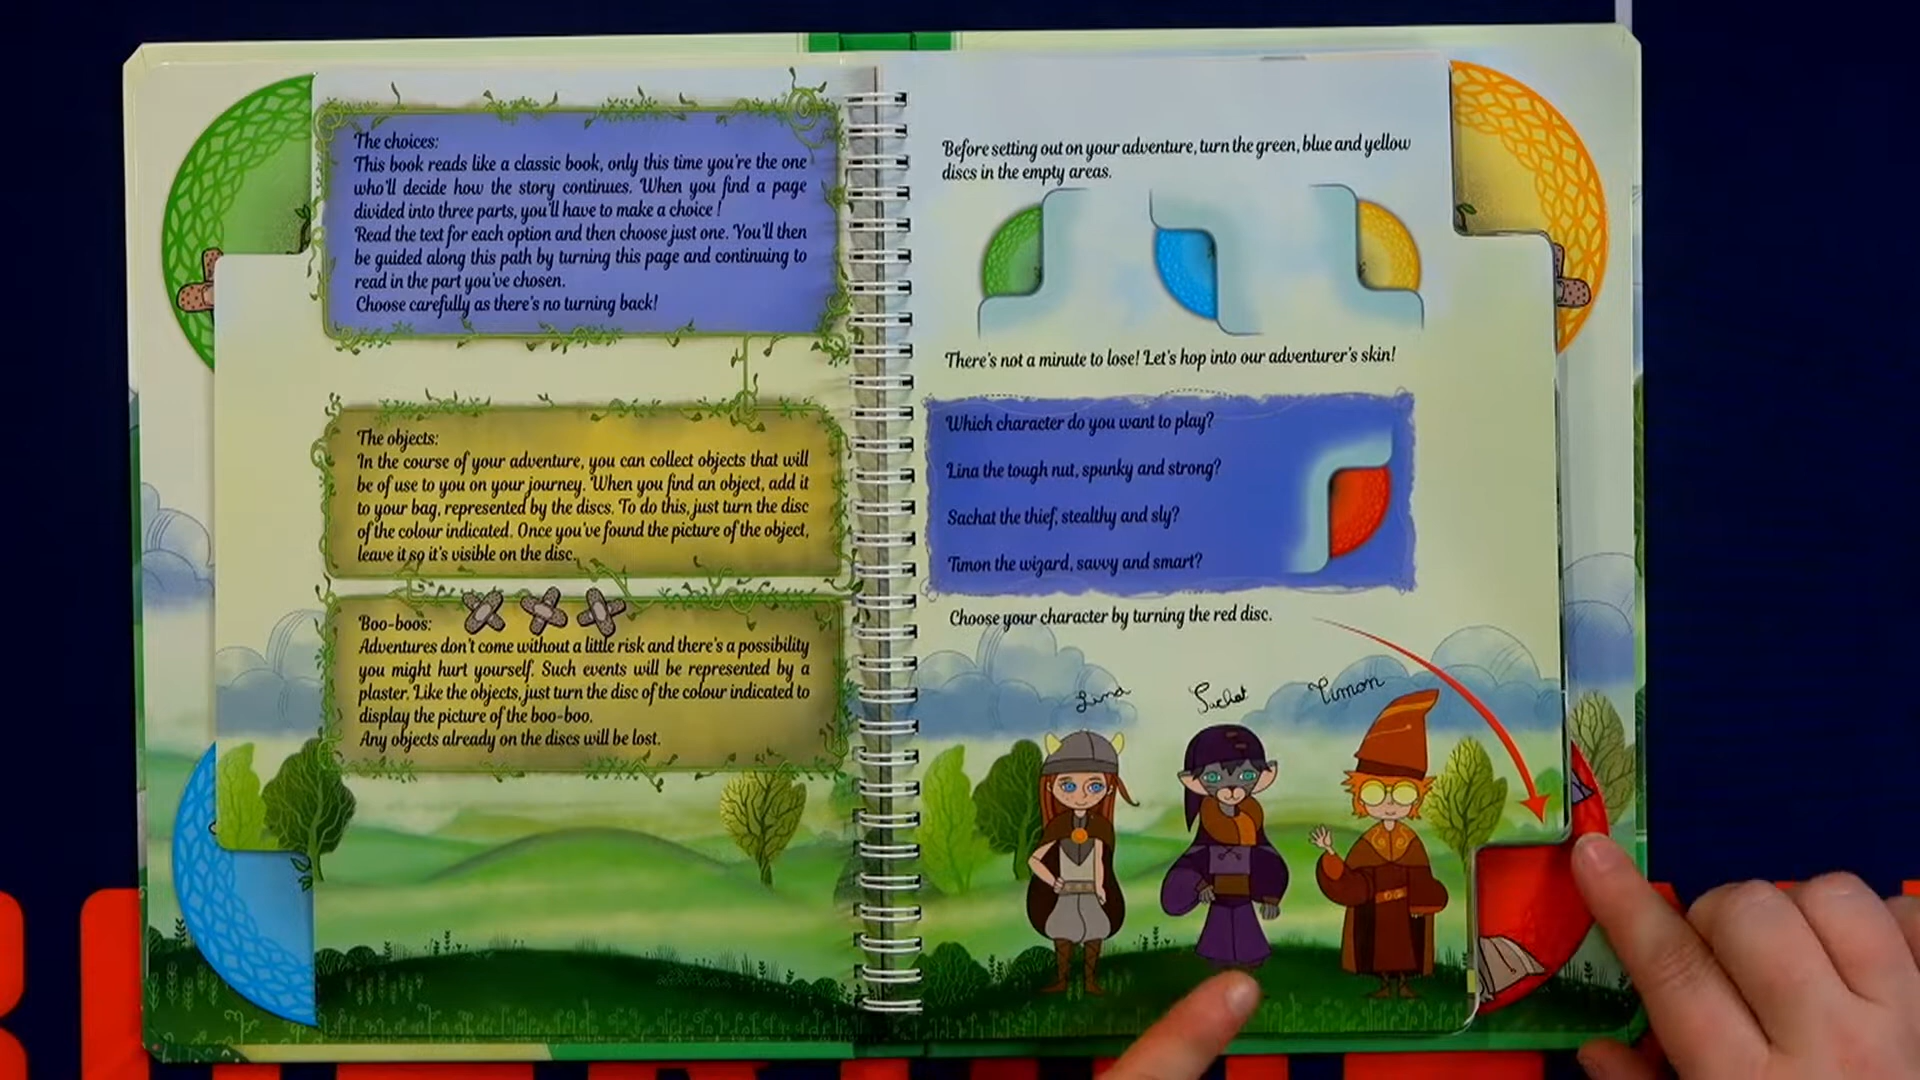 The choices:
This book reads like a classic book, only this time you're the one
who'll decide how the story continues. When you find a page
divided into three parts, you'll have to make a choice !
Read the text for each option and then choose just one. You'll then
be guided along this path by turning this page and continuing to
read in the part you've chosen.
Choose carefully as there's no turning back!
The objects:
In the course of your adventure, you can collect objects that will
be of use to you on your journey. When you find an object, add it
to your bag, represented by the discs. To do this, just turn the disc
of the colour indicated. Once you've found the picture of the object,
leave it so it's visible on the disc.
Boo-boos:
Adventures don't come without a little risk and there's a possibility
you might hurt yourself. Such events will be represented by a
plaster. Like the objects, just turn the disc of the colour indicated to
display the picture of the boo-boo.
Any objects already on the discs will be lost.
Before setting out on your adventure, turn the green, blue and yellow
discs in the empty areas.
There's not a minute to lose! Let's hop into our adventurer's skin!
Which character do you want to play?
Lina the tough nut, spunky and strong?
Sachat the thief, stealthy and sly?
Timon the wizard, savvy and smart?
Choose your character by turning the red disc.
Lina
Sachat
Timon